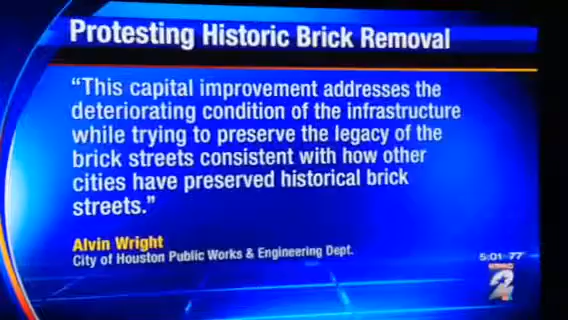 Protesting Historic Brick Removal
“This capital improvement addresses the
deteriorating condition of the infrastructure
while trying to preserve the legacy of the
brick streets consistent with how other
cities have preserved historical brick
streets.”
Alvin Wright
City of Houston Public Works & Engineering Dept.
5:01 77°
2